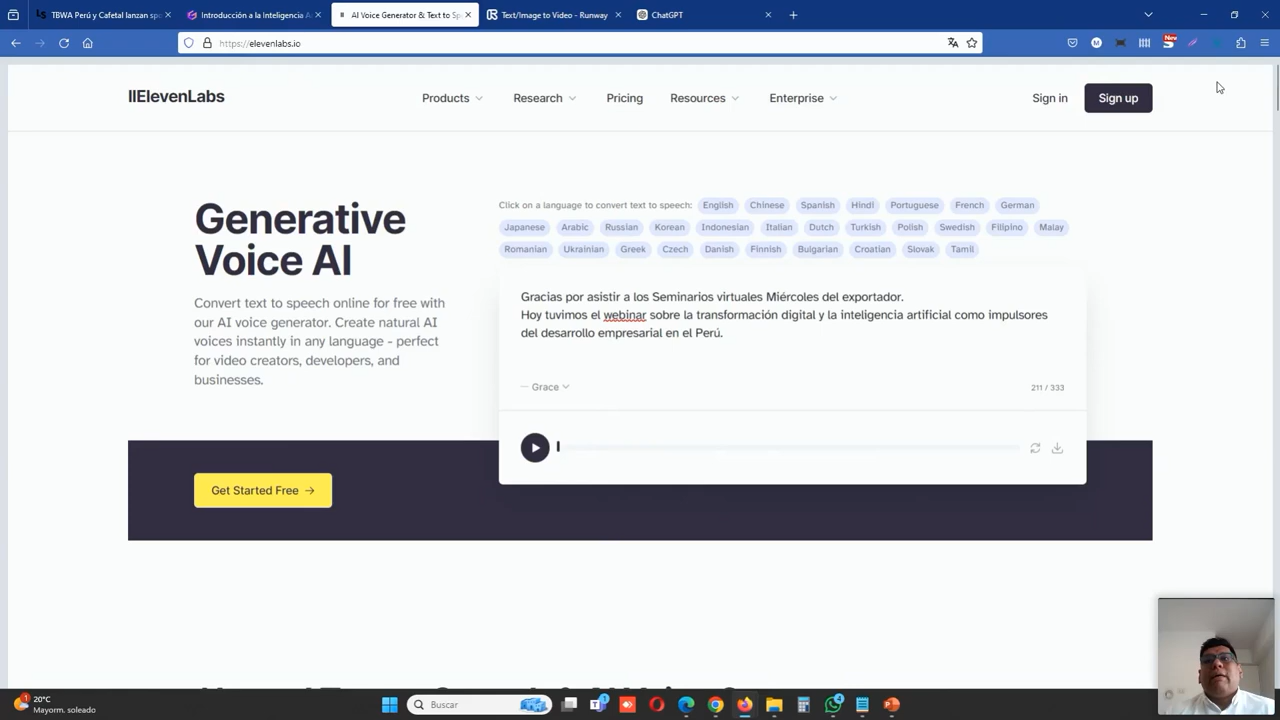 TBWA Perú y Cafetal lanzan spo
Introducción a la Inteligencia A
AI Voice Generator & Text to Sp
Text/Image to Video - Runway
ChatGPT
https://elevenlabs.io
New
IIElevenLabs
Products
Research
Pricing
Resources
Enterprise
Sign in
Sign up
Generative
Voice AI
Convert text to speech online for free with
our AI voice generator. Create natural AI
voices instantly in any language - perfect
for video creators, developers, and
businesses.
Get Started Free →
Click on a language to convert text to speech: English Chinese Spanish Hindi Portuguese French German
Japanese Arabic Russian Korean Indonesian Italian Dutch Turkish Polish Swedish Filipino Malay
Romanian Ukrainian Greek Czech Danish Finnish Bulgarian Croatian Slovak Tamil
Gracias por asistir a los Seminarios virtuales Miércoles del exportador.
Hoy tuvimos el webinar sobre la transformación digital y la inteligencia artificial como impulsores
del desarrollo empresarial en el Perú.
— Grace
211 / 333
20°C
Mayorm. soleado
Buscar